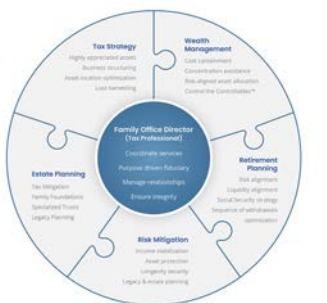 Tax Strategy
Highly appreciated assets
Business structuring
Asset location optimization
Loss harvesting
Wealth
Management
Cost containment
Concentration avoidance
Risk aligned asset allocation
Control the Controllables™
Family Office Director
(Tax Professional)
Coordinate services
Purpose driven fiduciary
Manage relationships
Ensure integrity
Estate Planning
Tax Mitigation
Family Foundations
Specialized Trusts
Legacy Planning
Retirement
Planning
Risk alignment
Liquidity alignment
Social Security strategy
Sequence of withdrawals
optimization
Risk Mitigation
Income stabilization
Asset protection
Longevity security
Legacy & estate planning